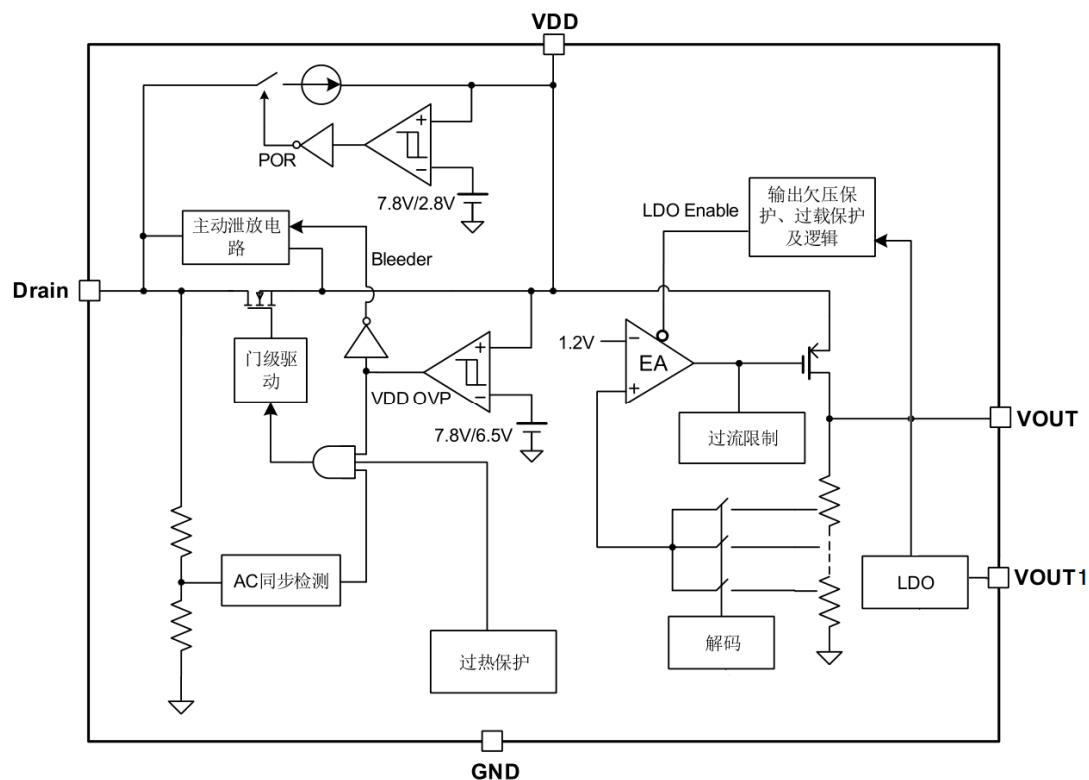 VDD
POR
7.8V/2.8V
输出欠压保
护、过载保护
及逻辑
LDO Enable
主动泄放电
路
Bleeder
Drain
1.2V
EA
门级驱
动
VDD OVP
7.8V/6.5V
过流限制
VOUT
AC同步检测
LDO
VOUT1
解码
过热保护
GND